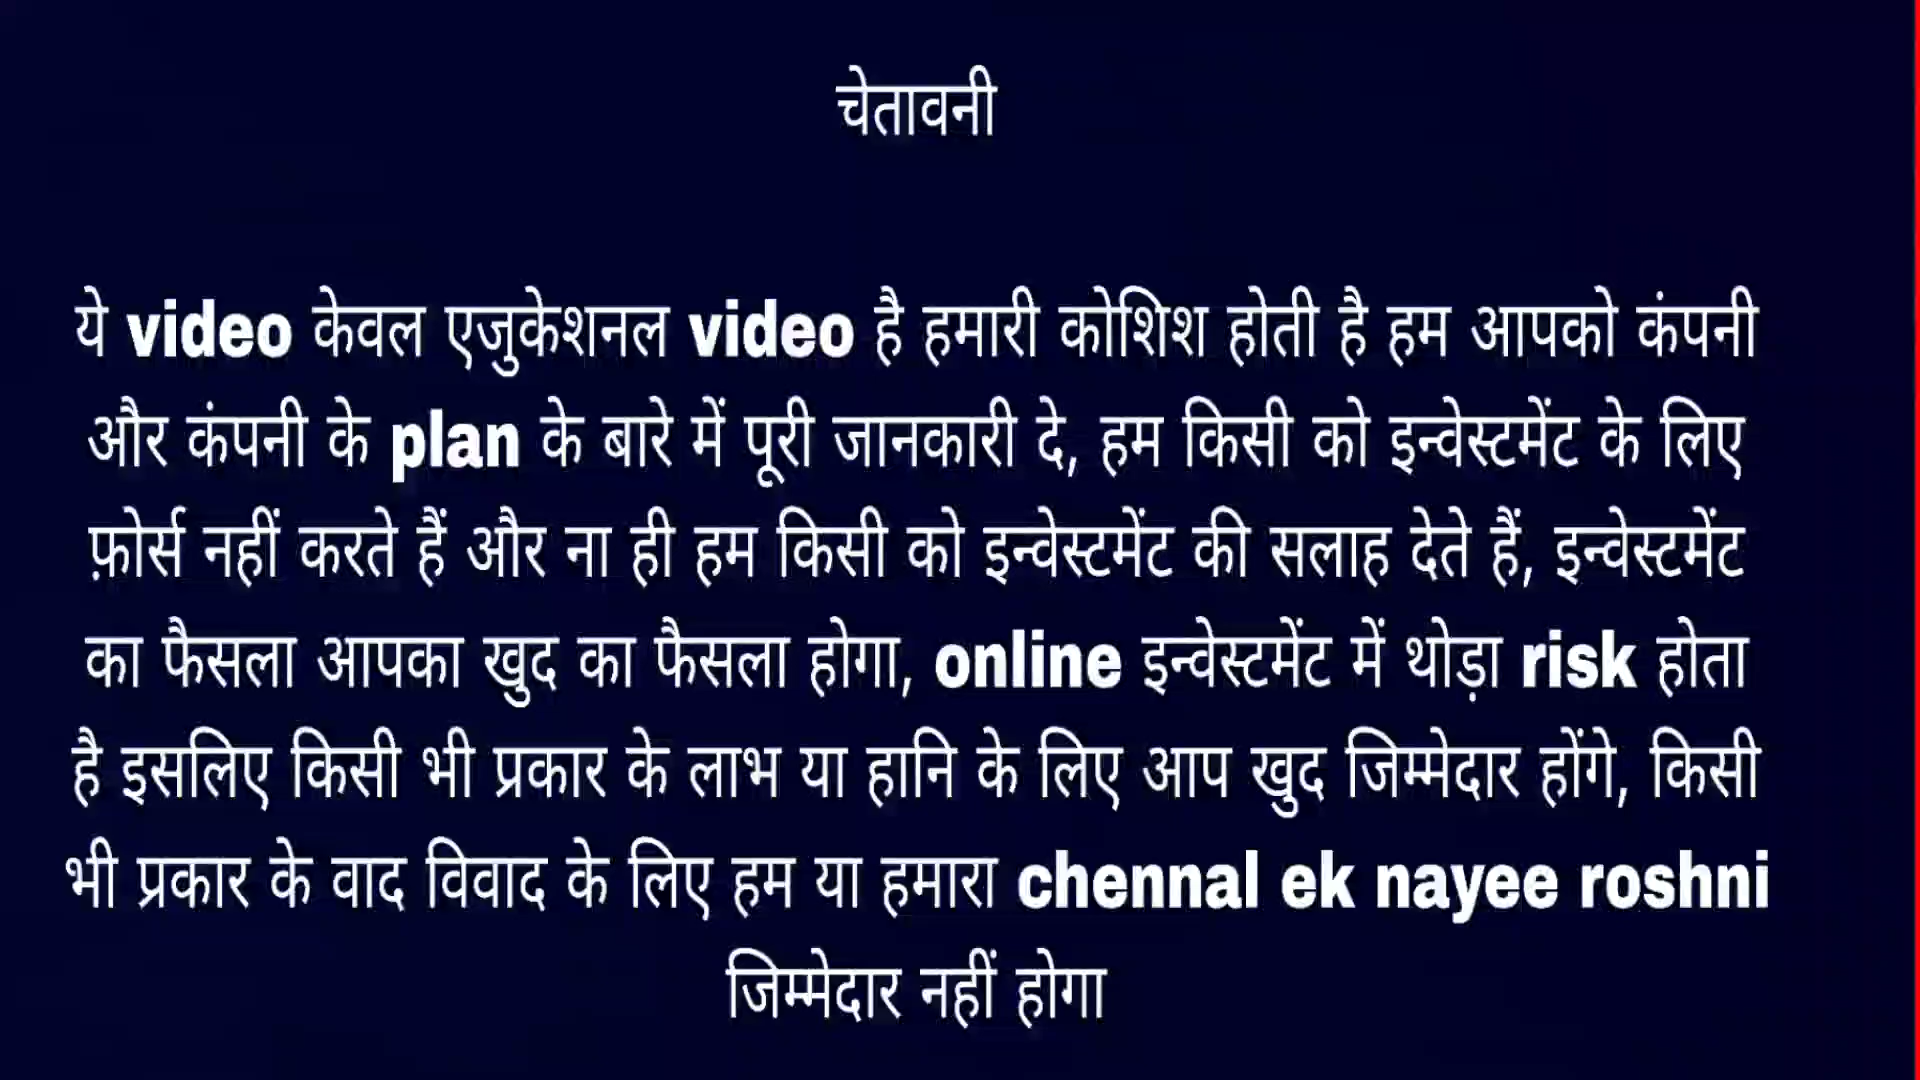 चेतावनी
ये video केवल एजुकेशनल video है हमारी कोशिश होती है हम आपको कंपनी
और कंपनी के plan के बारे में पूरी जानकारी दे, हम किसी को इन्वेस्टमेंट के लिए
फ़ोर्स नहीं करते हैं और ना ही हम किसी को इन्वेस्टमेंट की सलाह देते हैं, इन्वेस्टमेंट
का फैसला आपका खुद का फैसला होगा, online इन्वेस्टमेंट में थोड़ा risk होता
है इसलिए किसी भी प्रकार के लाभ या हानि के लिए आप खुद जिम्मेदार होंगे, किसी
भी प्रकार के वाद विवाद के लिए हम या हमारा chennal ek nayee roshni
जिम्मेदार नहीं होगा